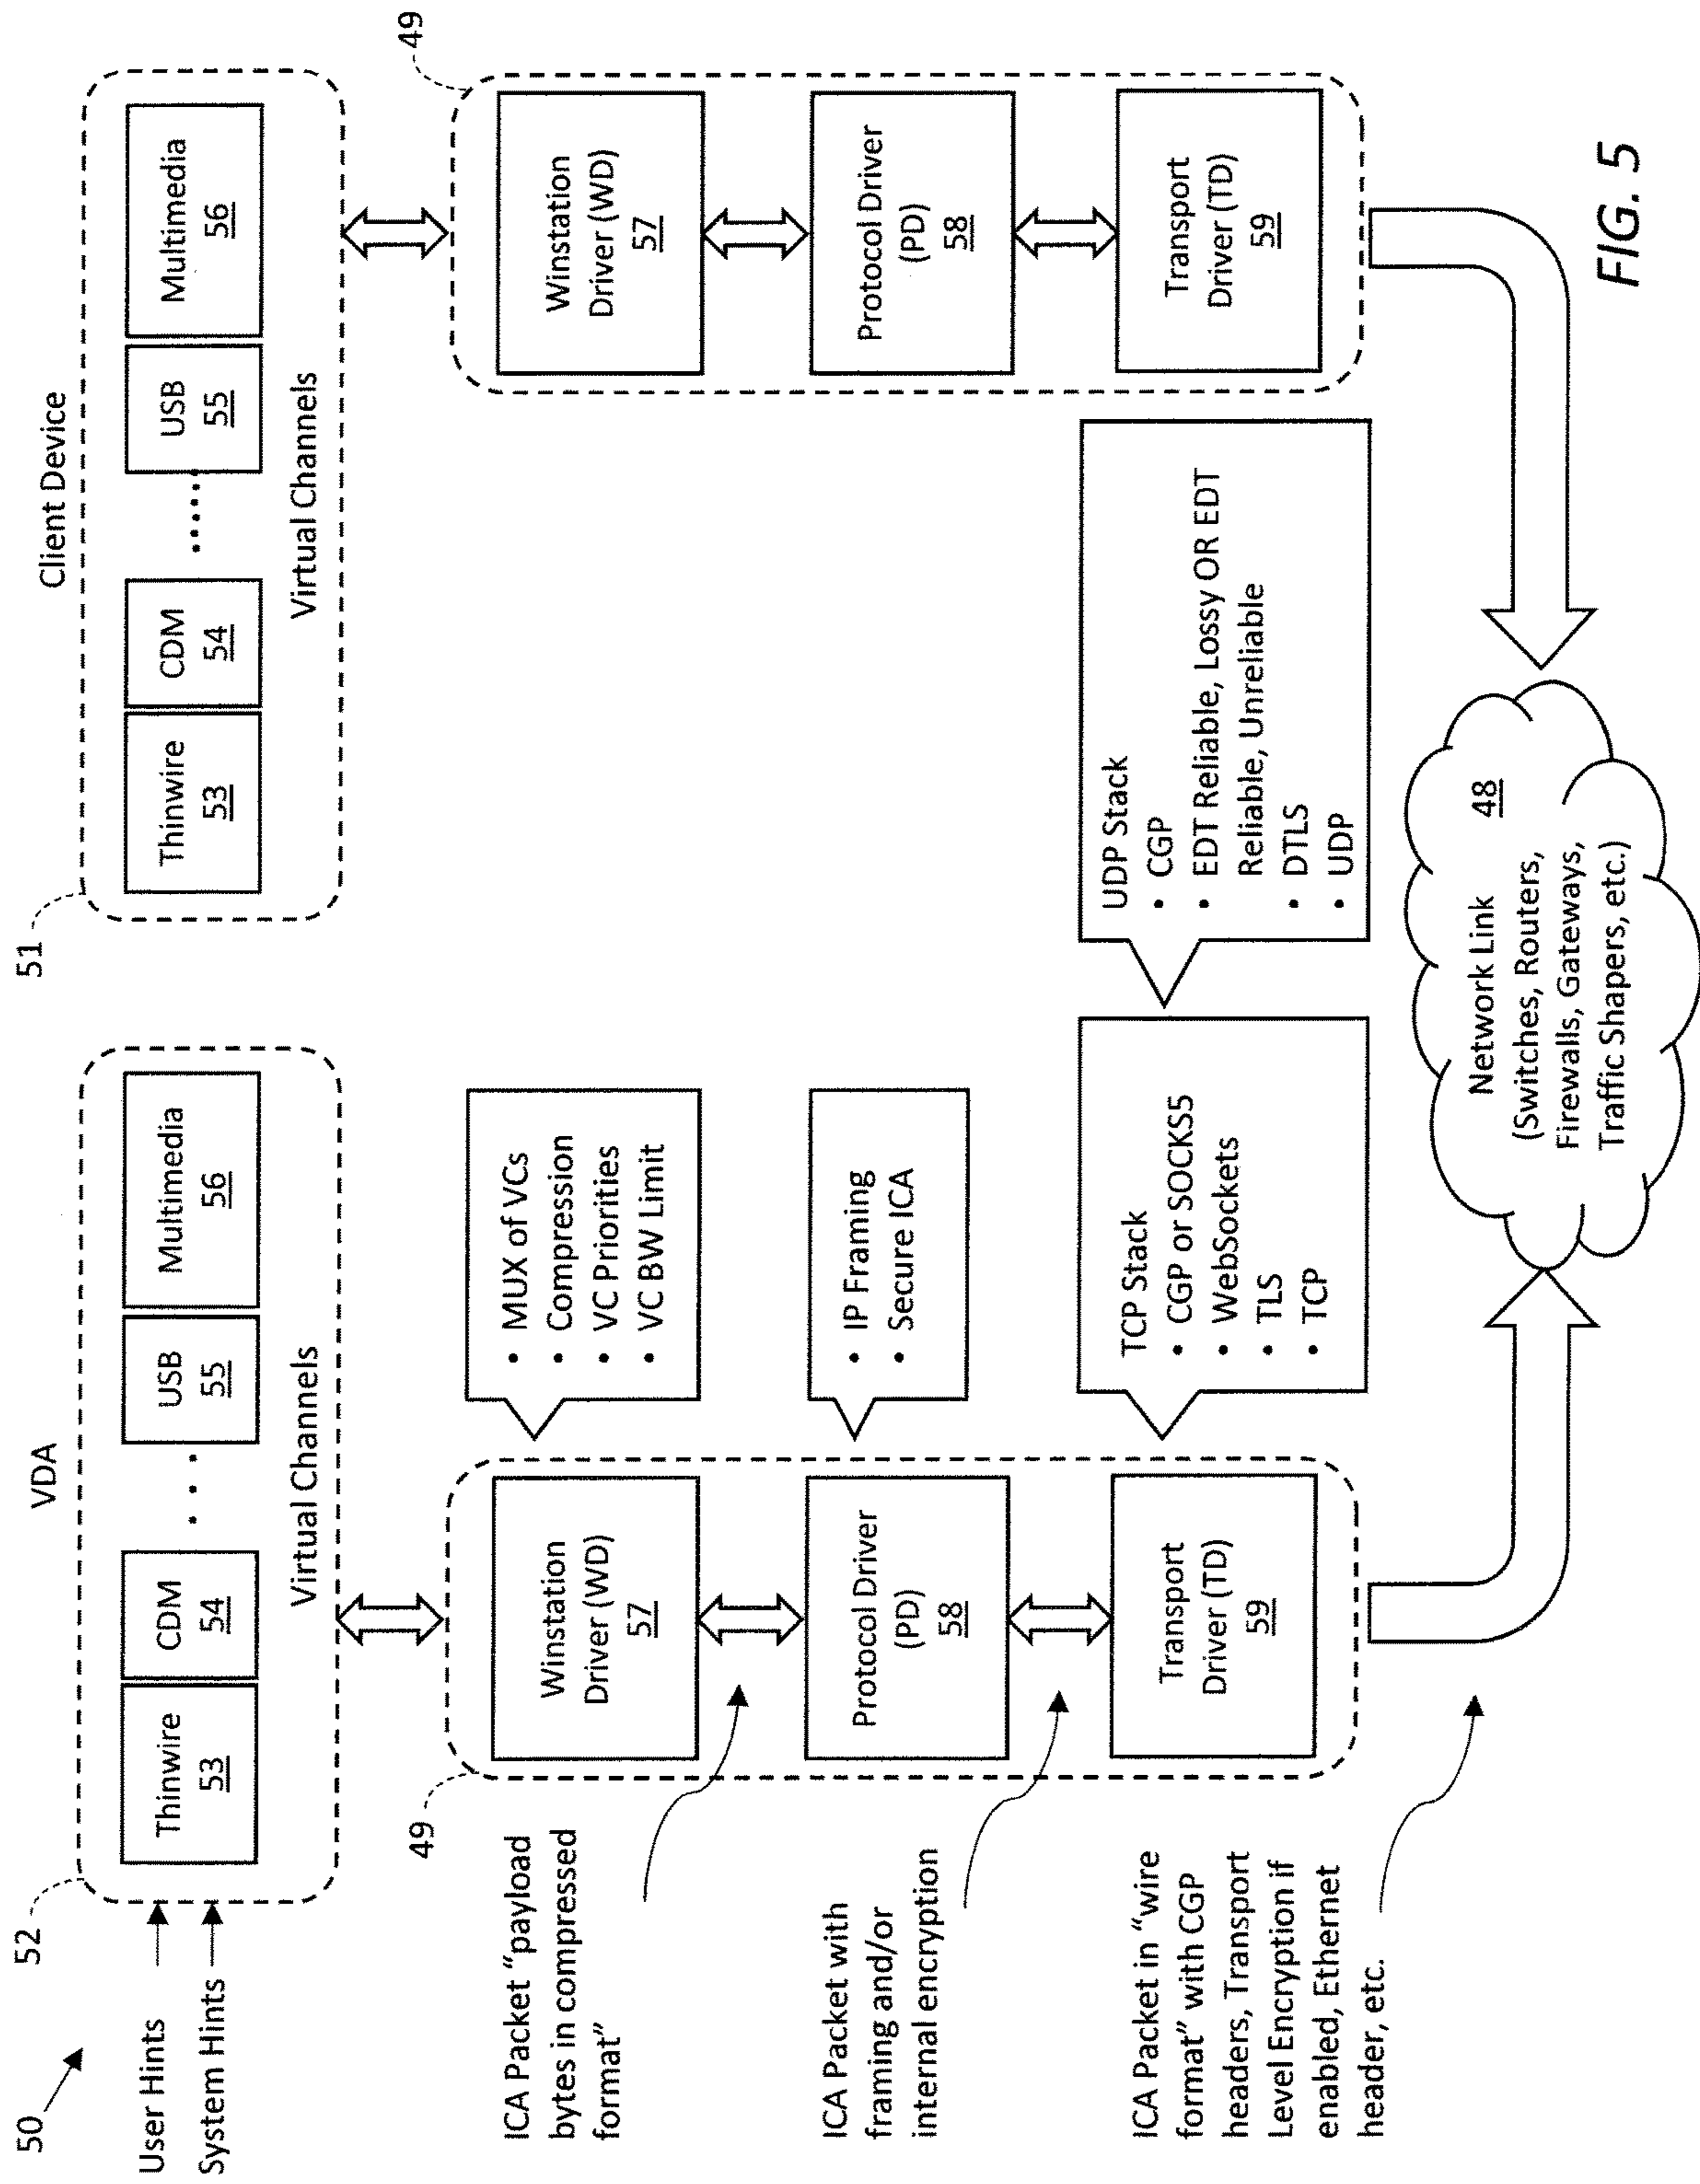 50
User Hints
System Hints
52
VDA
Thinwire
53
CDM
54
. . .
USB
55
Multimedia
56
Virtual Channels
51
Client Device
Thinwire
53
CDM
54
......
USB
55
Multimedia
56
Virtual Channels
49
Winstation
Driver (WD)
57
Protocol Driver
(PD)
58
Transport
Driver (TD)
59
ICA Packet “payload
bytes in compressed
format”
ICA Packet with
framing and/or
internal encryption
ICA Packet in “wire
format” with CGP
headers, Transport
Level Encryption if
enabled, Ethernet
header, etc.
• MUX of VCs
• Compression
• VC Priorities
• VC BW Limit
• IP Framing
• Secure ICA
TCP Stack
• CGP or SOCKS5
• WebSockets
• TLS
• TCP
UDP Stack
• CGP
• EDT Reliable, Lossy OR EDT
Reliable, Unreliable
• DTLS
• UDP
49
Winstation
Driver (WD)
57
Protocol Driver
(PD)
58
Transport
Driver (TD)
59
Network Link
48
(Switches, Routers,
Firewalls, Gateways,
Traffic Shapers, etc.)
FIG. 5